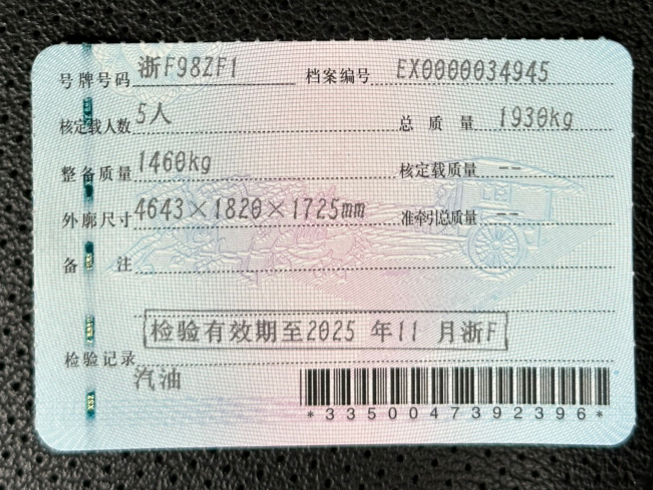 号牌号码 浙F98ZF1 档案编号 EX0000034945
核定载人数 5人 总质量 1930kg
整备质量 1460kg 核定载质量 --
外廓尺寸 4643×1820×1725mm 准牵引总质量 --
备注
检验有效期至2025 年11 月浙F
检验记录
汽油
*3350047392396*